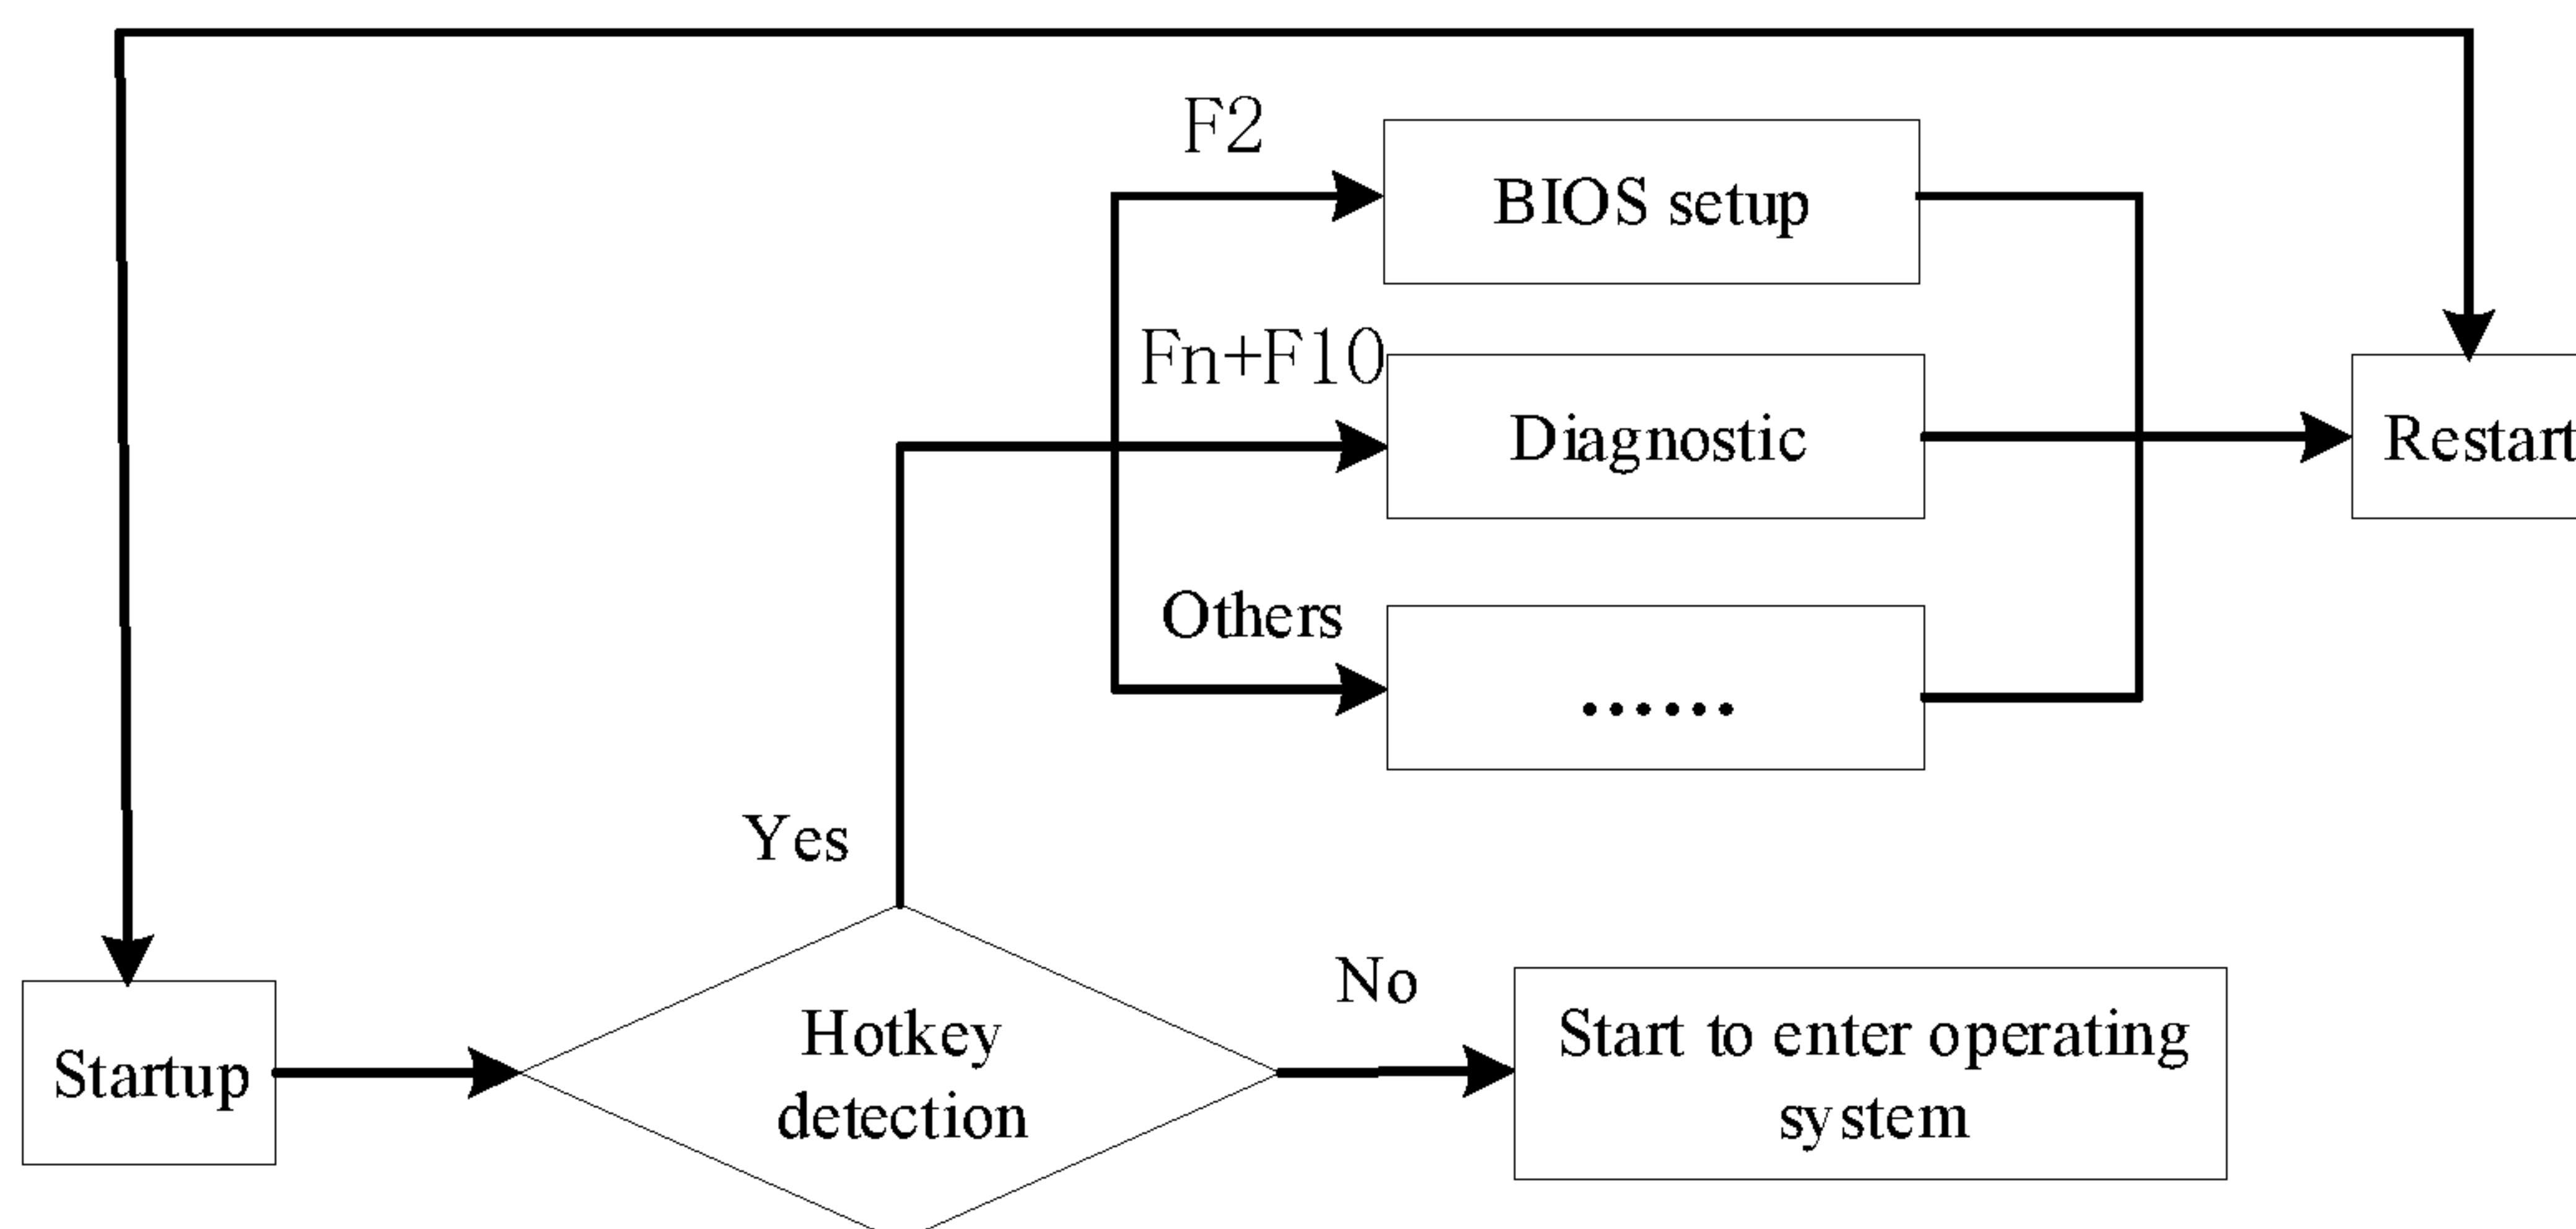 F2
BIOS setup
Fn+F10
Diagnostic
Restart
Others
......
Yes
No
Startup
Hotkey
detection
Start to enter operating
system